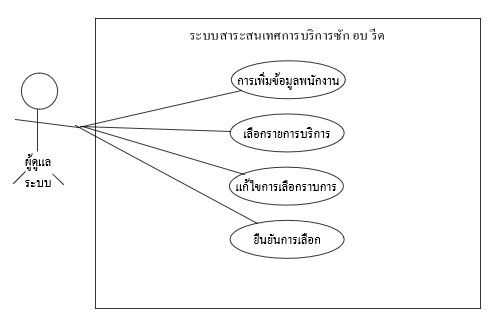 ระบบสาระสนเทศการบริการซัก อบ รีด
การเพิ่มข้อมูลพนักงาน
เลือกรายการบริการ
ผู้ดูแล
ระบบ
แก้ไขการเลือกราบการ
ยืนยันการเลือก